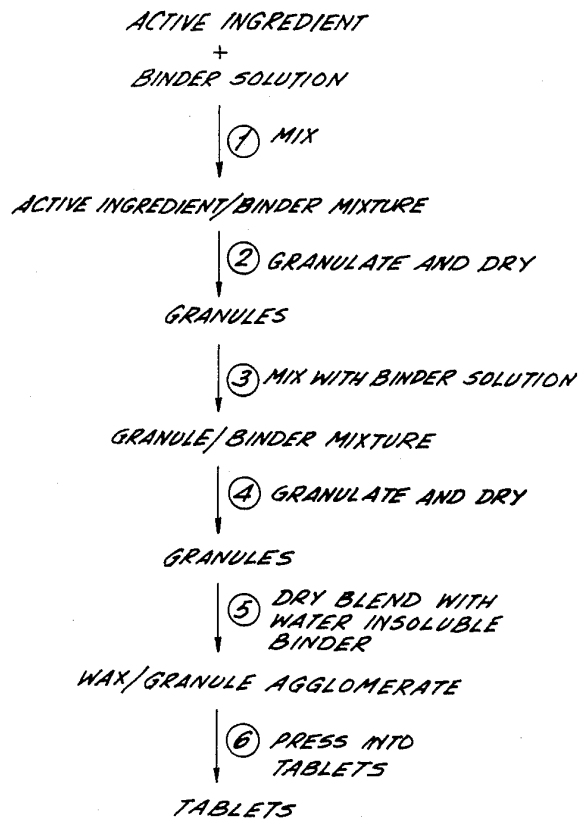 ACTIVE INGREDIENT
+
BINDER SOLUTION
1 MIX
ACTIVE INGREDIENT/BINDER MIXTURE
2 GRANULATE AND DRY
GRANULES
3 MIX WITH BINDER SOLUTION
GRANULE/BINDER MIXTURE
4 GRANULATE AND DRY
GRANULES
5 DRY BLEND WITH
WATER INSOLUBLE
BINDER
WAX/GRANULE AGGLOMERATE
6 PRESS INTO
TABLETS
TABLETS